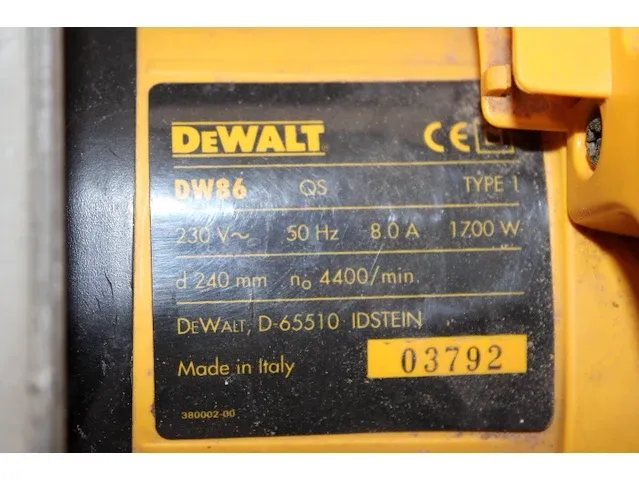 DEWALT
CE
DW86 QS TYPE 1
230 V~ 50 Hz 8.0 A 1700 W
d 240 mm no 4400/min.
DEWALT, D-65510 IDSTEIN
Made in Italy 03792
380002-00